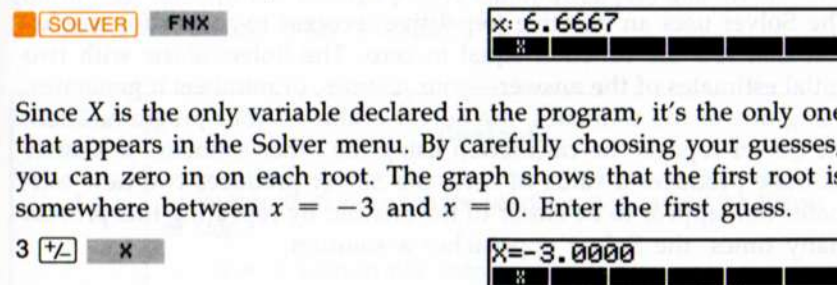 SOLVER FNX
x: 6.6667
X
Since X is the only variable declared in the program, it's the only one
that appears in the Solver menu. By carefully choosing your guesses,
you can zero in on each root. The graph shows that the first root is
somewhere between x = −3 and x = 0. Enter the first guess.
3 +/− X
X=-3.0000
X